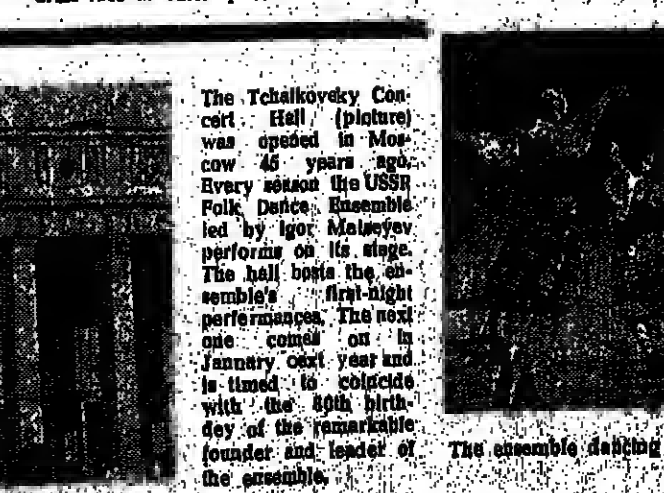 The Tchaikovsky Con-
cert Hall (picture)
was opened in Mos-
cow 45 years ago.
Every season the USSR
Folk Dance Ensemble
led by Igor Moiseyev
performs on its stage.
The hall hosts the en-
semble's first-night
performances. The next
one comes on in
January next year and
is timed to coincide
with the 80th birth-
day of the remarkable
founder and leader of
the ensemble.
The ensemble dancing